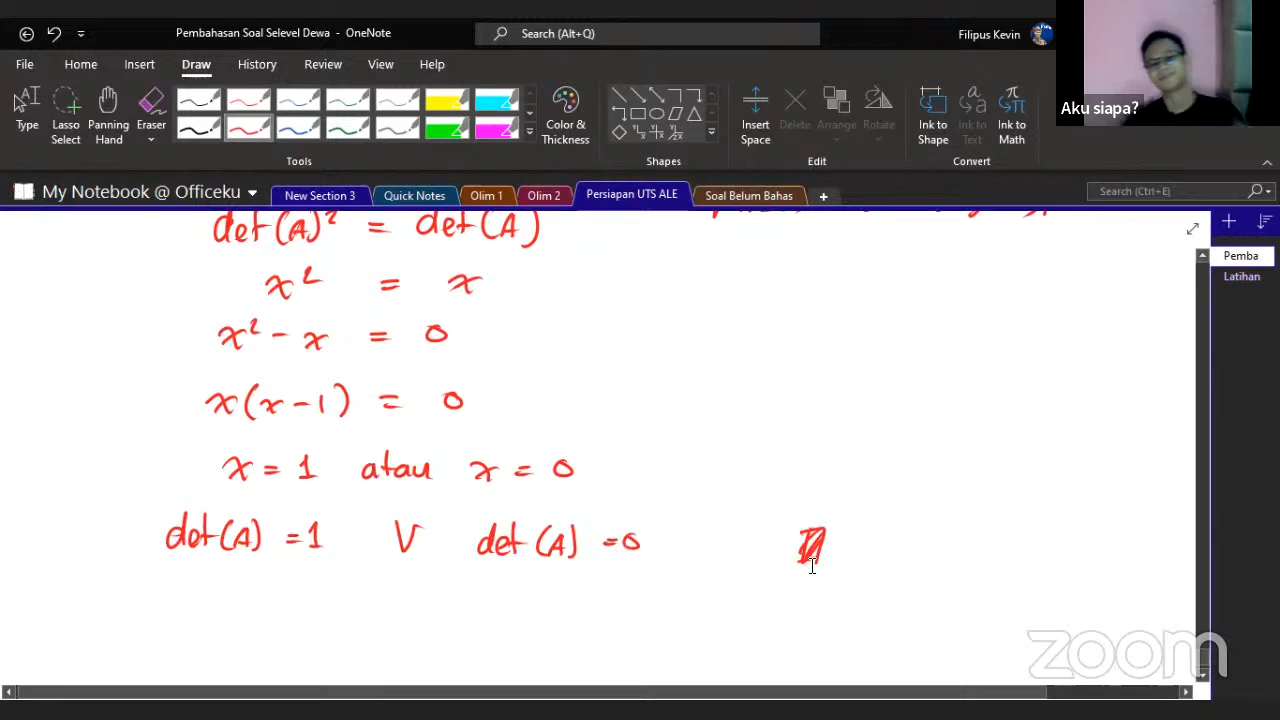 Pembahasan Soal Selevel Dewa - OneNote
Search (Alt+Q)
Filipus Kevin
File Home Insert Draw History Review View Help
Aku siapa?
Type
Lasso Select
Panning Hand
Eraser
Color & Thickness
Insert Space
Delete
Arrange
Rotate
Ink to Shape
Ink to Text
Ink to Math
Tools
Shapes
Edit
Convert
My Notebook @ Officeku
New Section 3
Quick Notes
Olim 1
Olim 2
Persiapan UTS ALE
Soal Belum Bahas
Search (Ctrl+E)
Pemba
Latihan
det(A)² = det(A)
x² = x
x² - x = 0
x(x-1) = 0
x = 1 atau x = 0
det(A) = 1 V det(A) = 0
zoom